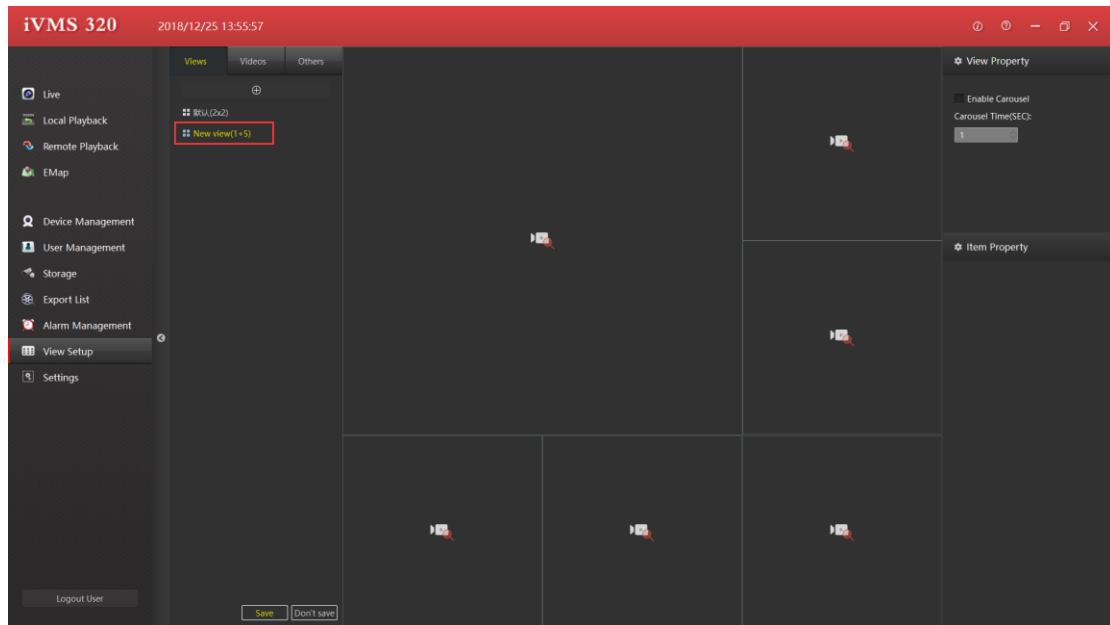 iVMS 320 2018/12/25 13:55:57
Live
Local Playback
Remote Playback
EMap
Device Management
User Management
Storage
Export List
Alarm Management
View Setup
Settings
Logout User
Views Videos Others
默认(2x2)
New view(1+5)
Save Don't save
View Property
Enable Carousel
Carousel Time(SEC):
1
Item Property